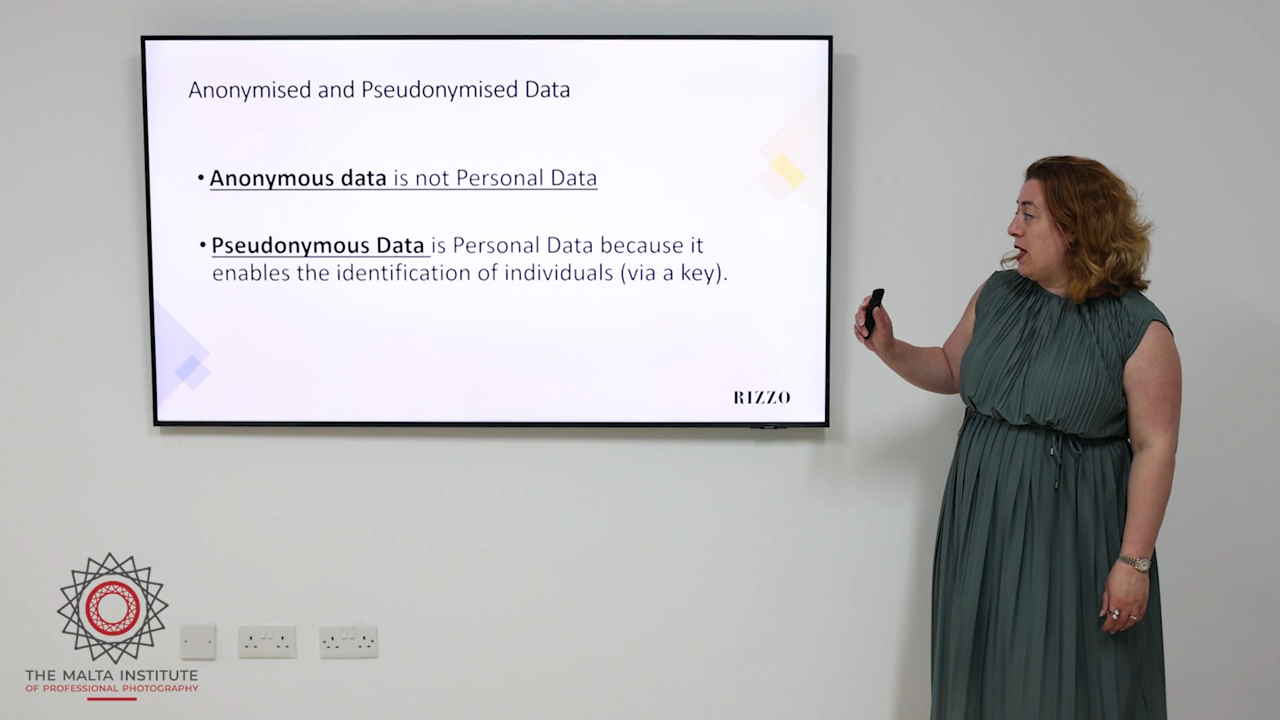 Anonymised and Pseudonymised Data
• Anonymous data is not Personal Data
• Pseudonymous Data is Personal Data because it
enables the identification of individuals (via a key).
RIZZO
THE MALTA INSTITUTE
OF PROFESSIONAL PHOTOGRAPHY